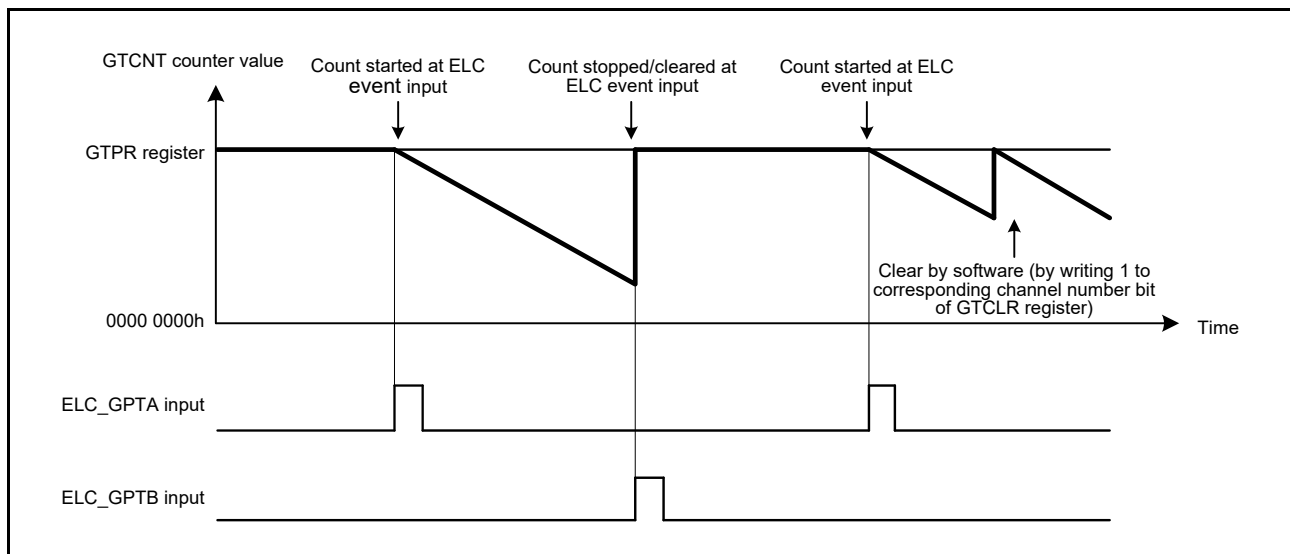 GTCNT counter value
Count started at ELC
event input
Count stopped/cleared at
ELC event input
Count started at ELC
event input
GTPR register
Clear by software (by writing 1 to
corresponding channel number bit
of GTCLR register)
0000 0000h
Time
ELC_GPTA input
ELC_GPTB input